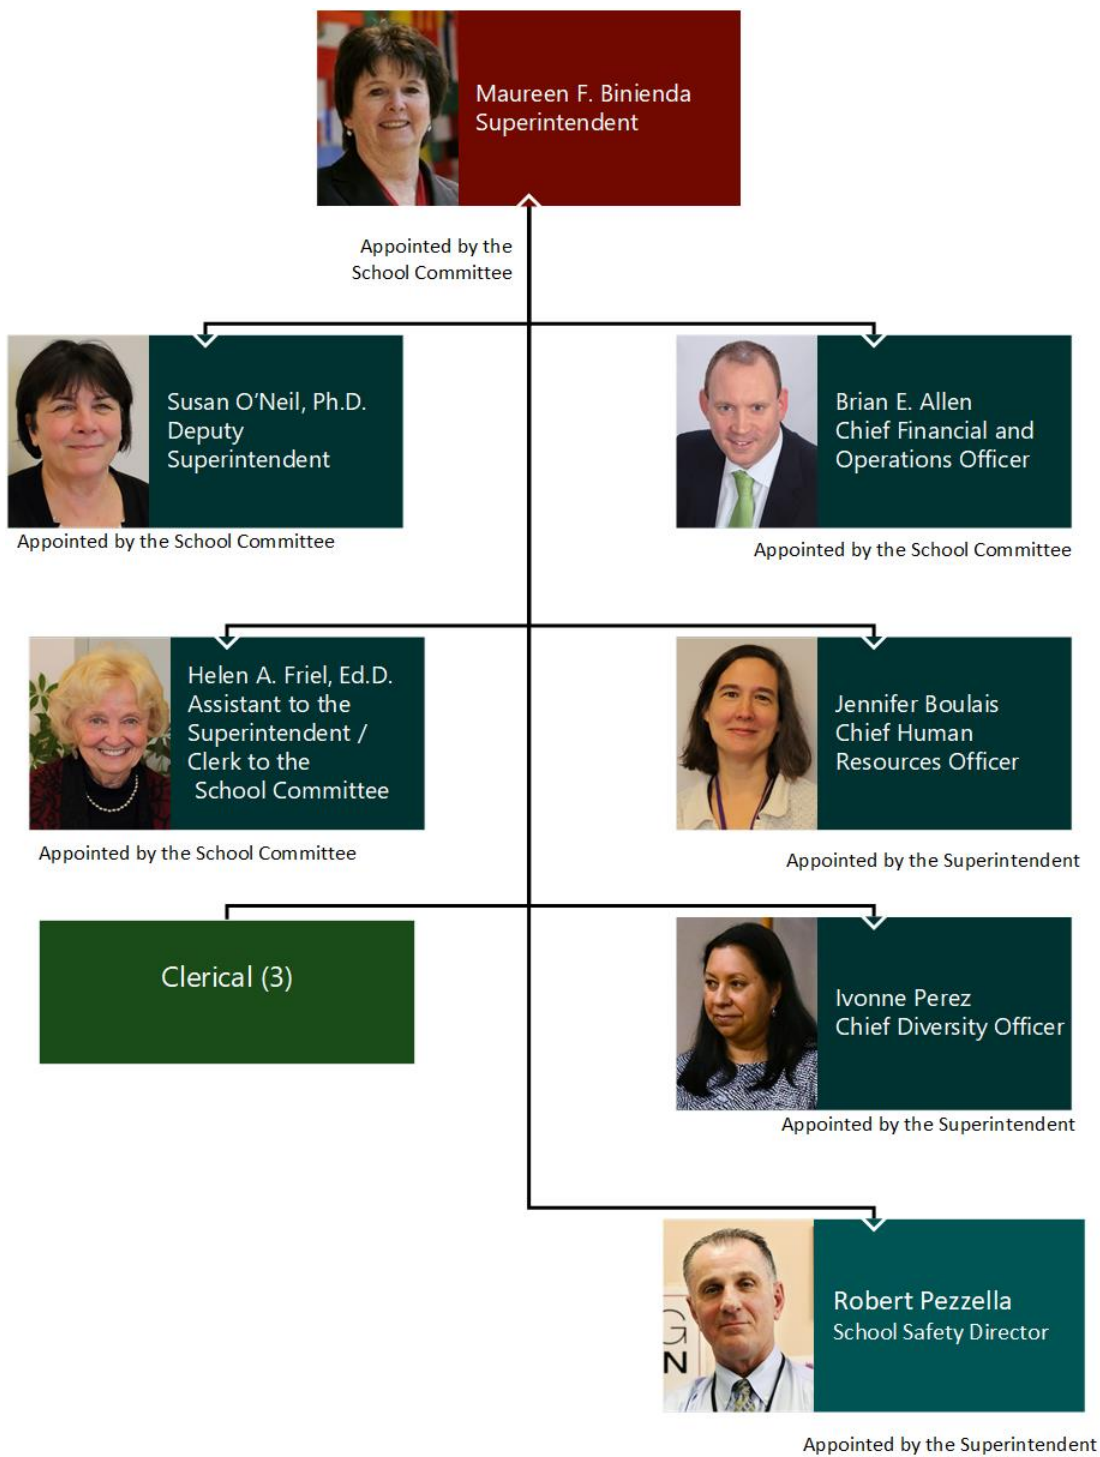 Maureen F. Binienda
Superintendent
Appointed by the
School Committee
Susan O'Neil, Ph.D.
Deputy
Superintendent
Appointed by the School Committee
Brian E. Allen
Chief Financial and
Operations Officer
Appointed by the School Committee
Helen A. Friel, Ed.D.
Assistant to the
Superintendent /
Clerk to the
School Committee
Appointed by the School Committee
Jennifer Boulais
Chief Human
Resources Officer
Appointed by the Superintendent
Clerical (3)
Ivonne Perez
Chief Diversity Officer
Appointed by the Superintendent
G
N
Robert Pezzella
School Safety Director
Appointed by the Superintendent